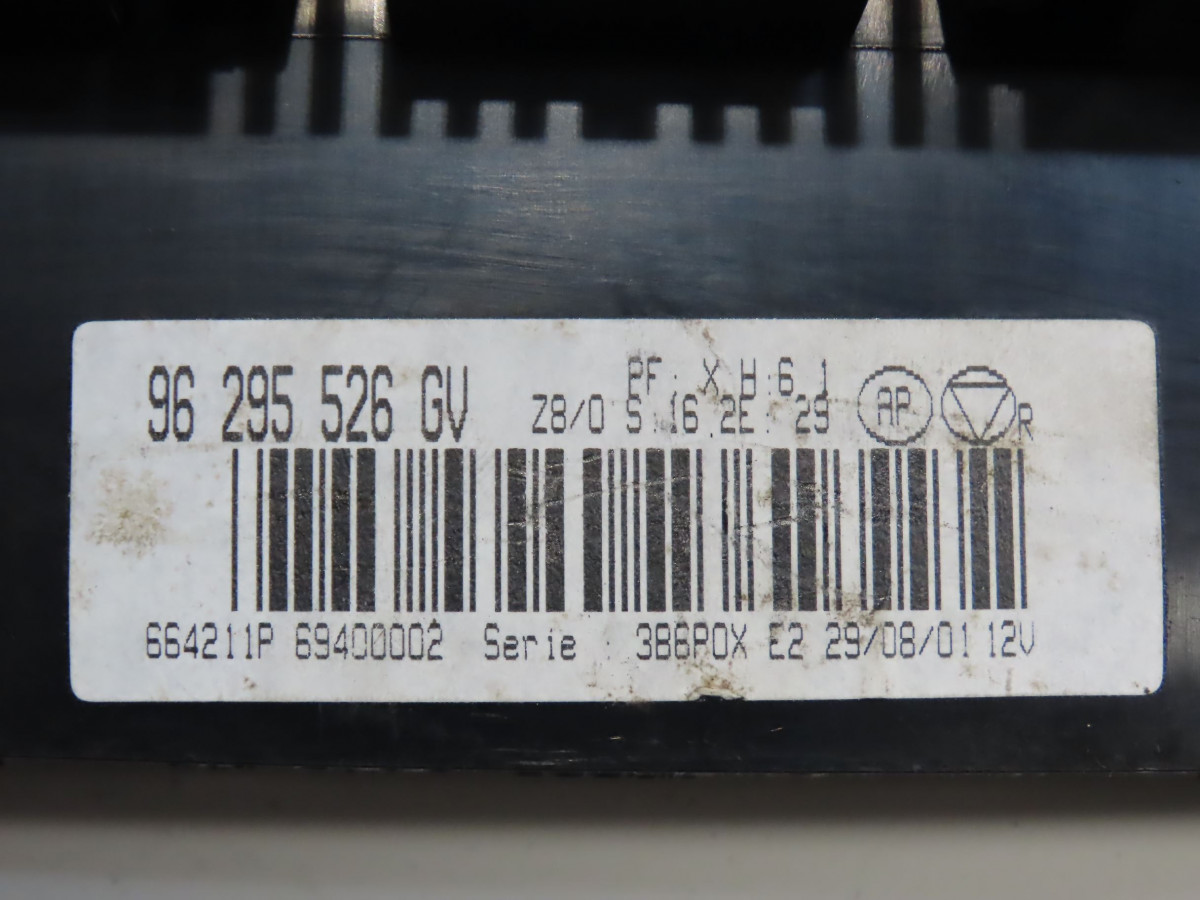 96 295 526 GV
PF: X H:6.1
Z8/0 S:16.2E:29
AP
R
664211P 69400002 Serie : 3B6P0X E2 29/08/01 12V